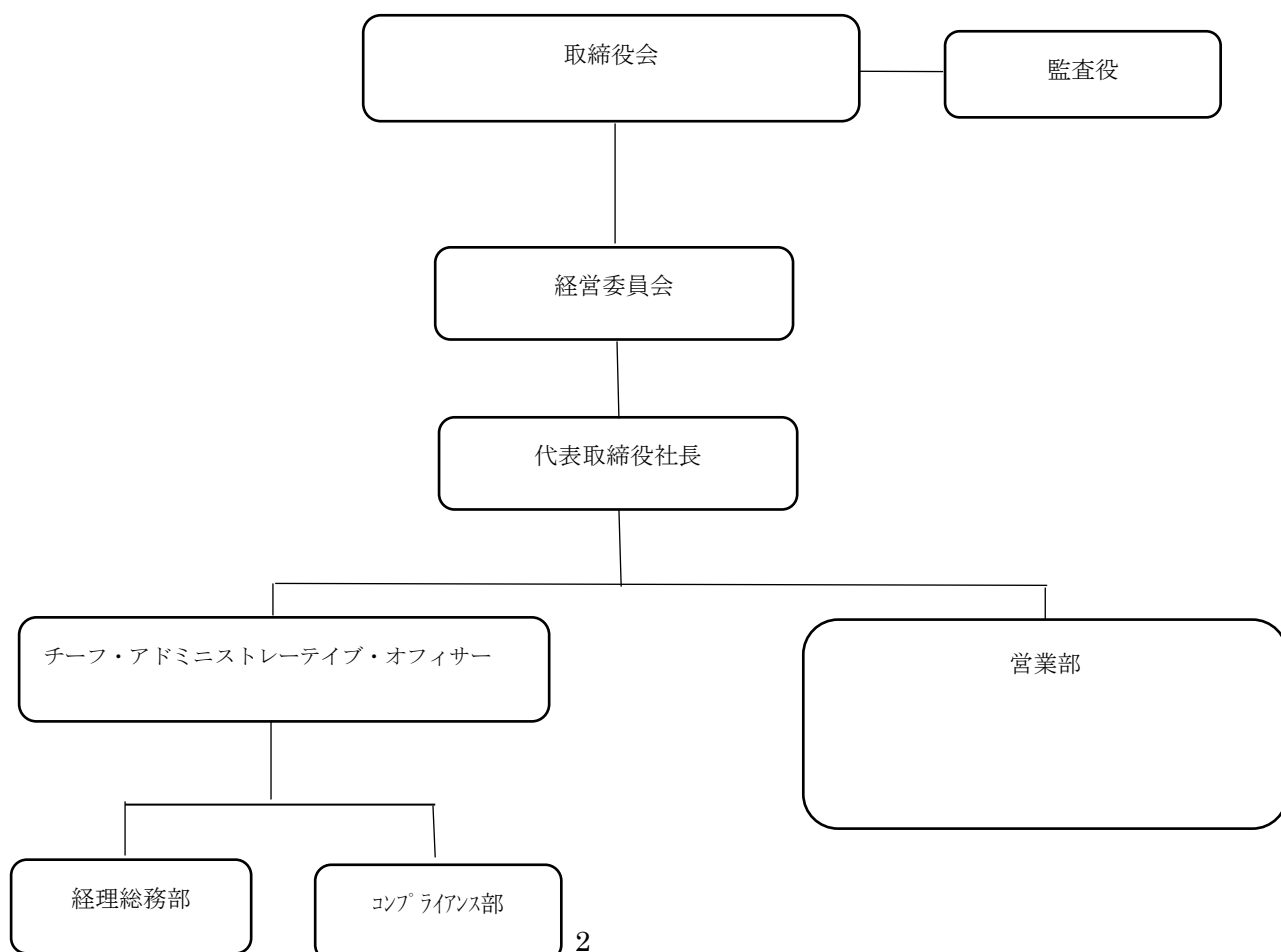 取締役会
監査役
経営委員会
代表取締役社長
チーフ・アドミニストレーテイブ・オフィサー
営業部
経理総務部
コンプライアンス部
2